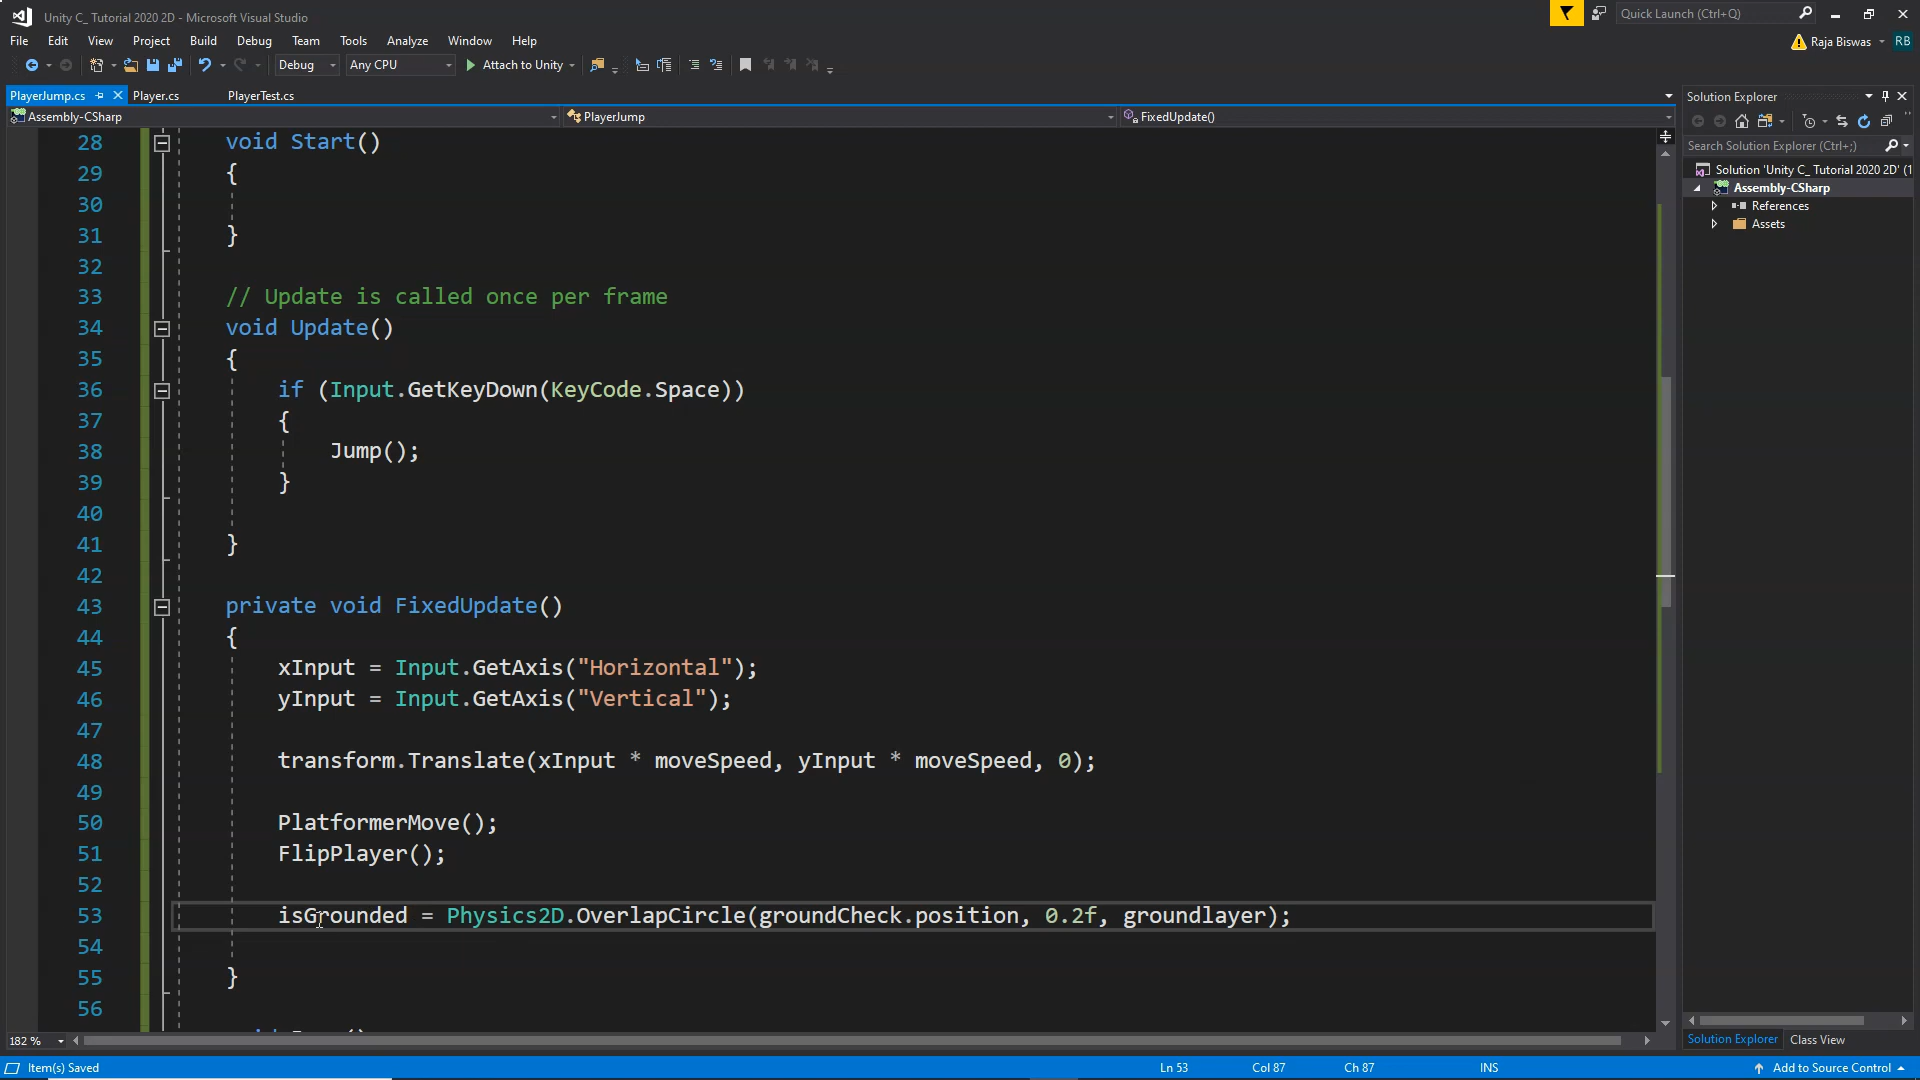 Unity C_ Tutorial 2020 2D - Microsoft Visual Studio
Quick Launch (Ctrl+Q)
File Edit View Project Build Debug Team Tools Analyze Window Help
Raja Biswas RB
Debug Any CPU Attach to Unity
PlayerJump.cs Player.cs PlayerTest.cs
Assembly-CSharp PlayerJump FixedUpdate()
28 void Start()
29 {
30
31 }
32
33 // Update is called once per frame
34 void Update()
35 {
36 if (Input.GetKeyDown(KeyCode.Space))
37 {
38 Jump();
39 }
40
41 }
42
43 private void FixedUpdate()
44 {
45 xInput = Input.GetAxis("Horizontal");
46 yInput = Input.GetAxis("Vertical");
47
48 transform.Translate(xInput * moveSpeed, yInput * moveSpeed, 0);
49
50 PlatformerMove();
51 FlipPlayer();
52
53 isGrounded = Physics2D.OverlapCircle(groundCheck.position, 0.2f, groundlayer);
54
55 }
56
182 %
Solution Explorer
Search Solution Explorer (Ctrl+;)
Solution 'Unity C_ Tutorial 2020 2D' (1
Assembly-CSharp
References
Assets
Solution Explorer Class View
Item(s) Saved Ln 53 Col 87 Ch 87 INS Add to Source Control